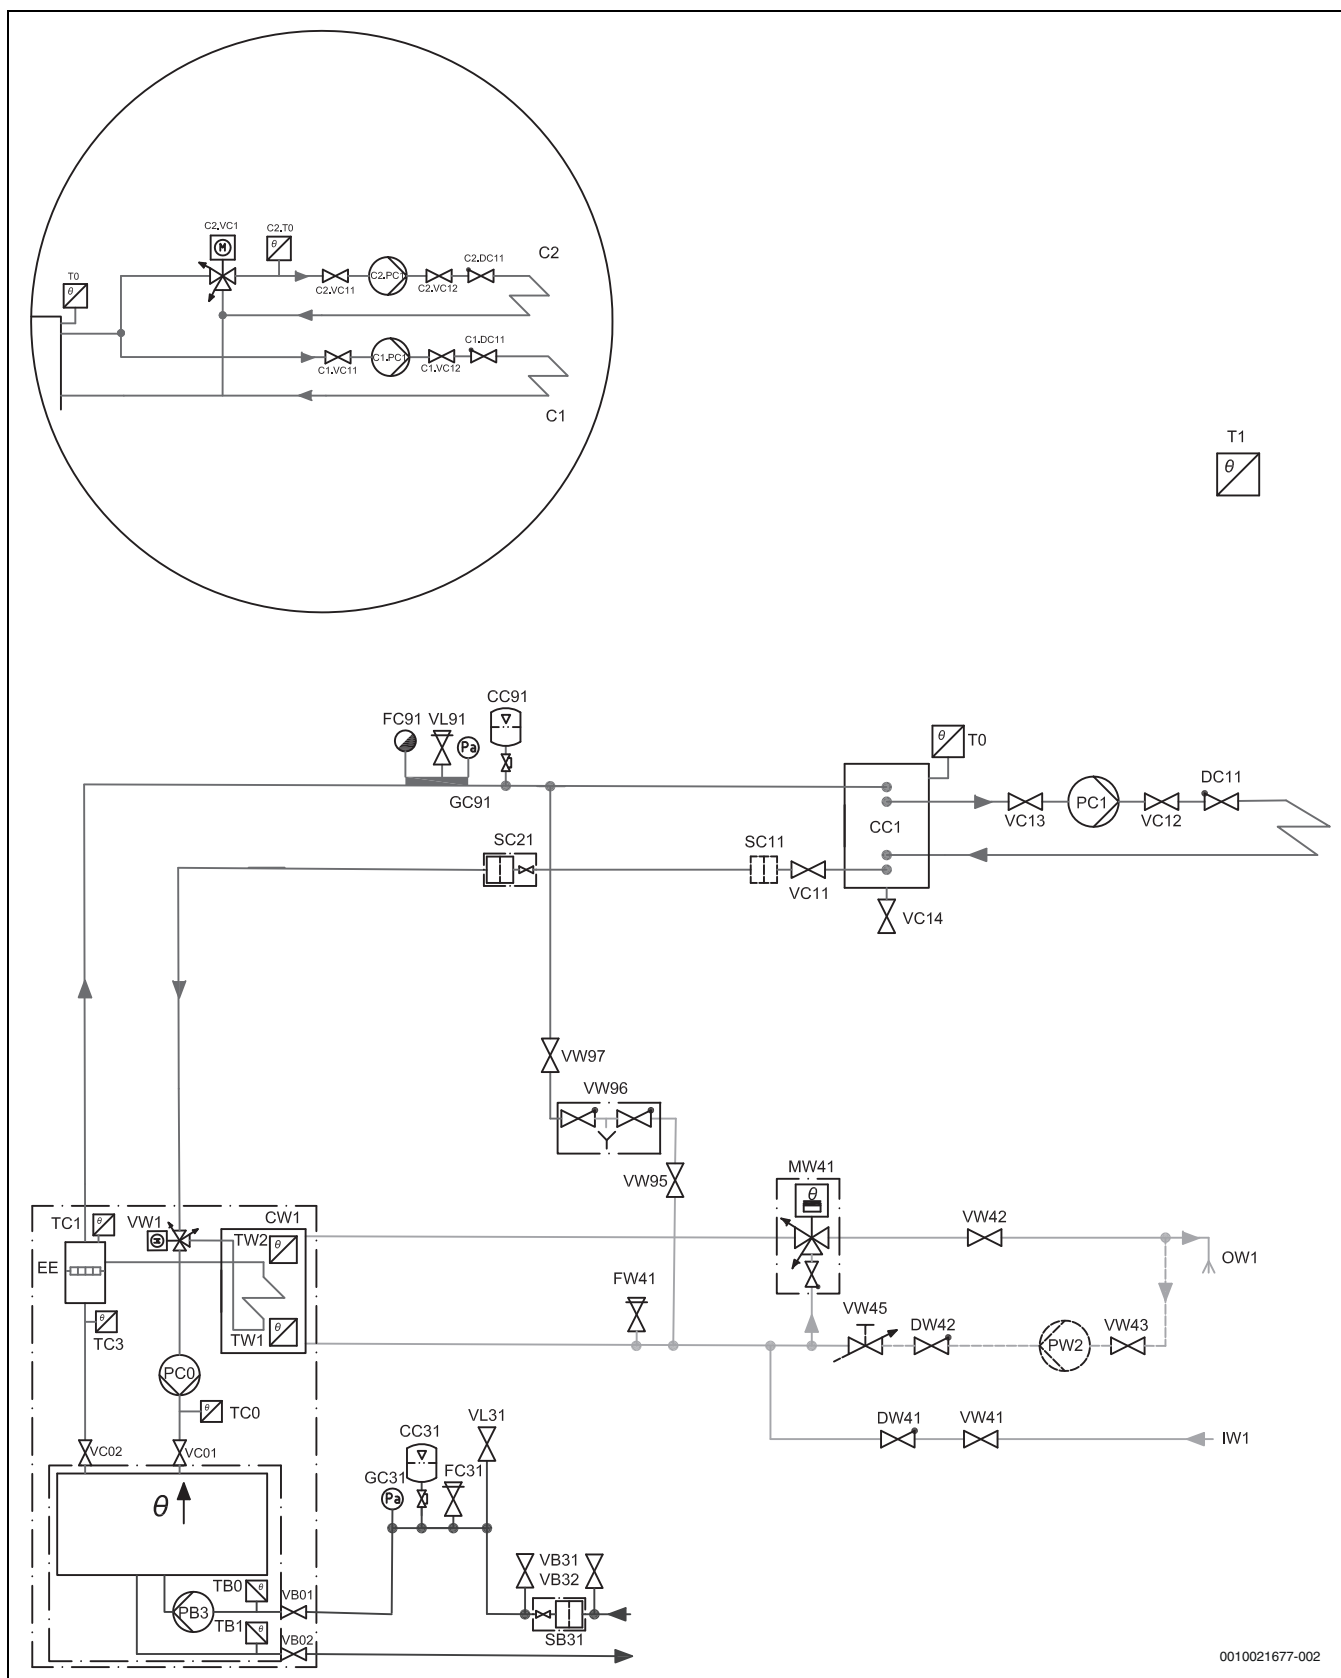 C2.VC1
C2.T0
M
θ
T0
θ
C2
C2.DC11
C2.PC1
C2.VC11
C2.VC12
C1.DC11
C1.PC1
C1.VC11
C1.VC12
C1
T1
θ
CC91
FC91
VL91
Pa
GC91
T0
θ
DC11
PC1
VC13
VC12
CC1
SC21
SC11
VC11
VC14
VW97
VW96
VW95
MW41
θ
TC1
θ
VW1
M
CW1
TW2
θ
VW42
OW1
EE
FW41
TW1
θ
TC3
θ
VW45
DW42
PW2
VW43
PC0
TC0
θ
VL31
CC31
DW41
VW41
IW1
VC02
VC01
GC31
FC31
Pa
θ
VB31
VB32
TB0
θ
VB01
PB3
TB1
θ
SB31
VB02
0010021677-002